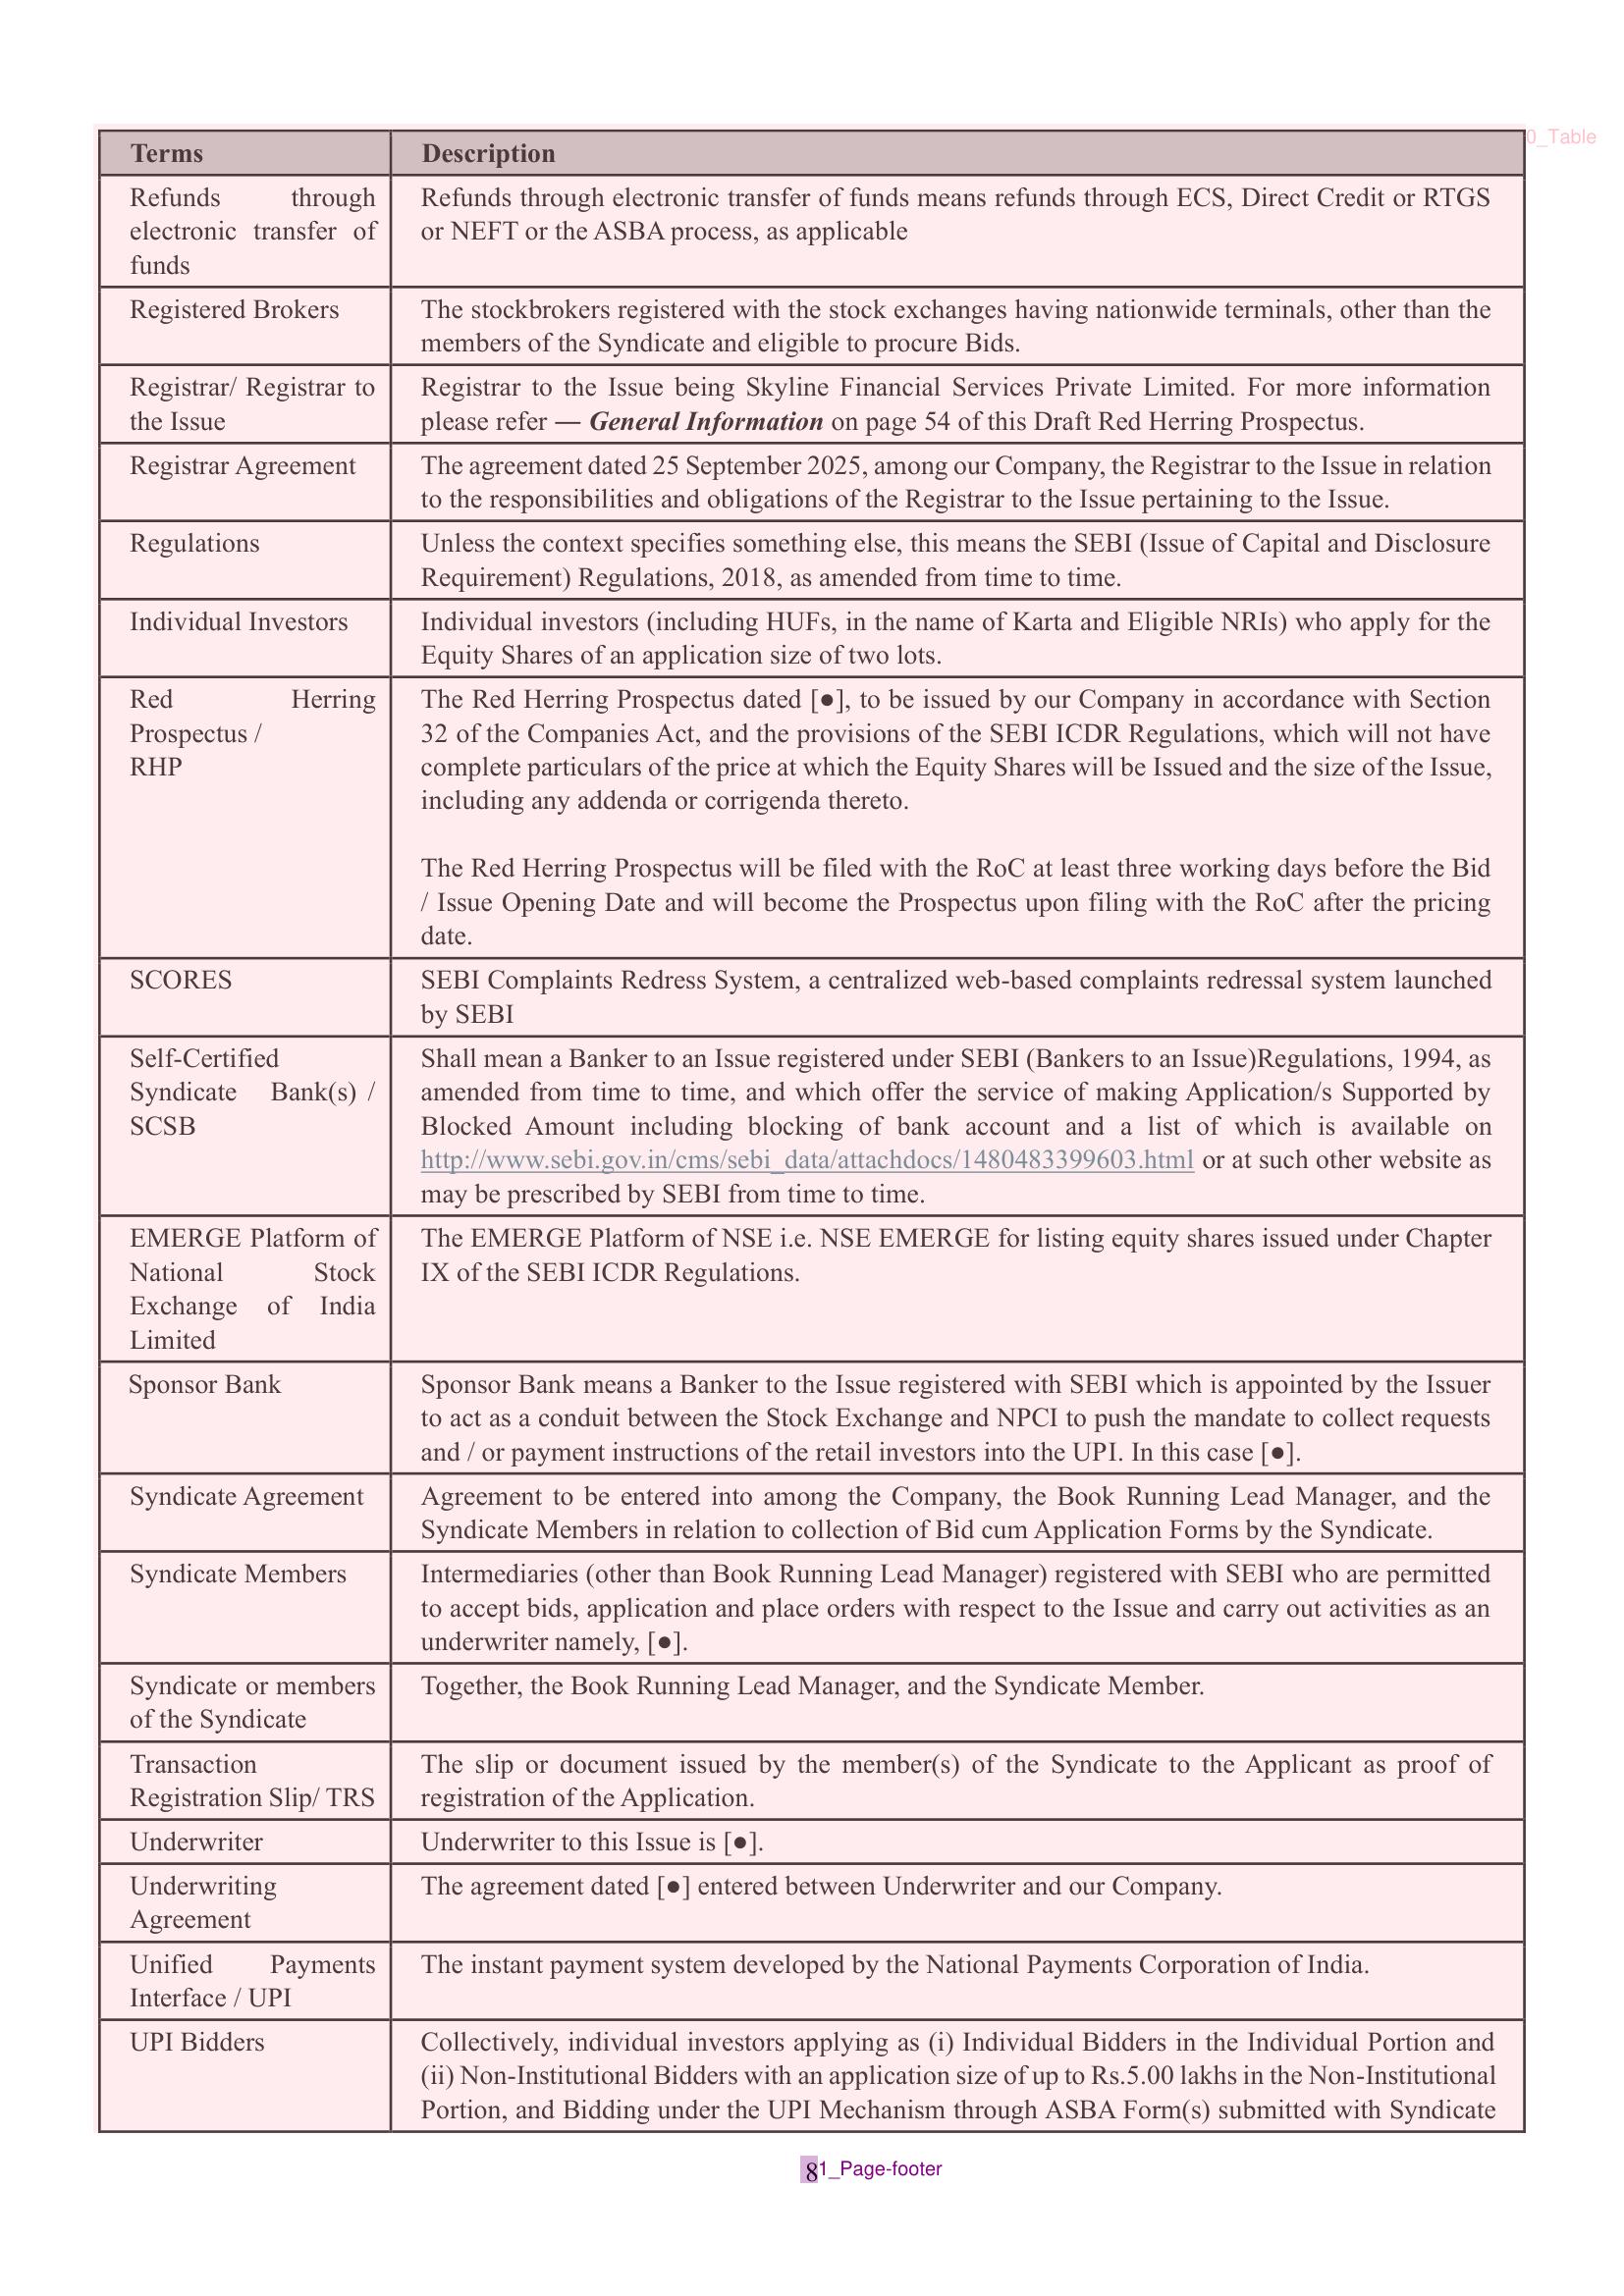 0_Table
Terms
Description
Refunds through
electronic transfer of
funds
Refunds through electronic transfer of funds means refunds through ECS, Direct Credit or RTGS
or NEFT or the ASBA process, as applicable
Registered Brokers
The stockbrokers registered with the stock exchanges having nationwide terminals, other than the
members of the Syndicate and eligible to procure Bids.
Registrar/ Registrar to
the Issue
Registrar to the Issue being Skyline Financial Services Private Limited. For more information
please refer — General Information on page 54 of this Draft Red Herring Prospectus.
Registrar Agreement
The agreement dated 25 September 2025, among our Company, the Registrar to the Issue in relation
to the responsibilities and obligations of the Registrar to the Issue pertaining to the Issue.
Regulations
Unless the context specifies something else, this means the SEBI (Issue of Capital and Disclosure
Requirement) Regulations, 2018, as amended from time to time.
Individual Investors
Individual investors (including HUFs, in the name of Karta and Eligible NRIs) who apply for the
Equity Shares of an application size of two lots.
Red Herring
Prospectus /
RHP
The Red Herring Prospectus dated [●], to be issued by our Company in accordance with Section
32 of the Companies Act, and the provisions of the SEBI ICDR Regulations, which will not have
complete particulars of the price at which the Equity Shares will be Issued and the size of the Issue,
including any addenda or corrigenda thereto.
The Red Herring Prospectus will be filed with the RoC at least three working days before the Bid
/ Issue Opening Date and will become the Prospectus upon filing with the RoC after the pricing
date.
SCORES
SEBI Complaints Redress System, a centralized web-based complaints redressal system launched
by SEBI
Self-Certified
Syndicate Bank(s) /
SCSB
Shall mean a Banker to an Issue registered under SEBI (Bankers to an Issue)Regulations, 1994, as
amended from time to time, and which offer the service of making Application/s Supported by
Blocked Amount including blocking of bank account and a list of which is available on
http://www.sebi.gov.in/cms/sebi_data/attachdocs/1480483399603.html or at such other website as
may be prescribed by SEBI from time to time.
EMERGE Platform of
National Stock
Exchange of India
Limited
The EMERGE Platform of NSE i.e. NSE EMERGE for listing equity shares issued under Chapter
IX of the SEBI ICDR Regulations.
Sponsor Bank
Sponsor Bank means a Banker to the Issue registered with SEBI which is appointed by the Issuer
to act as a conduit between the Stock Exchange and NPCI to push the mandate to collect requests
and / or payment instructions of the retail investors into the UPI. In this case [●].
Syndicate Agreement
Agreement to be entered into among the Company, the Book Running Lead Manager, and the
Syndicate Members in relation to collection of Bid cum Application Forms by the Syndicate.
Syndicate Members
Intermediaries (other than Book Running Lead Manager) registered with SEBI who are permitted
to accept bids, application and place orders with respect to the Issue and carry out activities as an
underwriter namely, [●].
Syndicate or members
of the Syndicate
Together, the Book Running Lead Manager, and the Syndicate Member.
Transaction
Registration Slip/ TRS
The slip or document issued by the member(s) of the Syndicate to the Applicant as proof of
registration of the Application.
Underwriter
Underwriter to this Issue is [●].
Underwriting
Agreement
The agreement dated [●] entered between Underwriter and our Company.
Unified Payments
Interface / UPI
The instant payment system developed by the National Payments Corporation of India.
UPI Bidders
Collectively, individual investors applying as (i) Individual Bidders in the Individual Portion and
(ii) Non-Institutional Bidders with an application size of up to Rs.5.00 lakhs in the Non-Institutional
Portion, and Bidding under the UPI Mechanism through ASBA Form(s) submitted with Syndicate
8
1_Page-footer